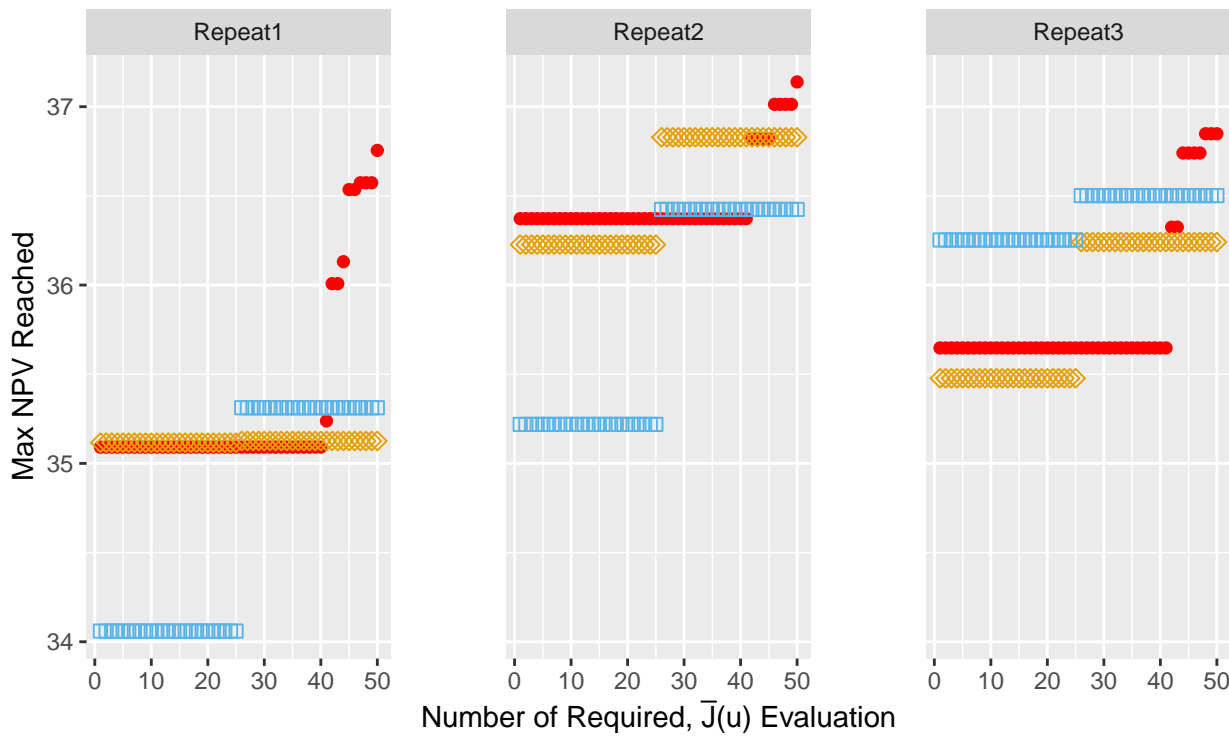 Repeat1 Repeat2 Repeat3
Max NPV Reached
37
36
35
34
0 10 20 30 40 50 0 10 20 30 40 50 0 10 20 30 40 50
Number of Required, J̅(u) Evaluation